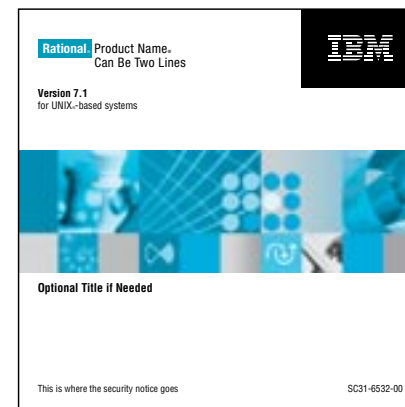 Rational® Product Name®
Can Be Two Lines
IBM
Version 7.1
for UNIX®-based systems
Optional Title if Needed
This is where the security notice goes
SC31-6532-00